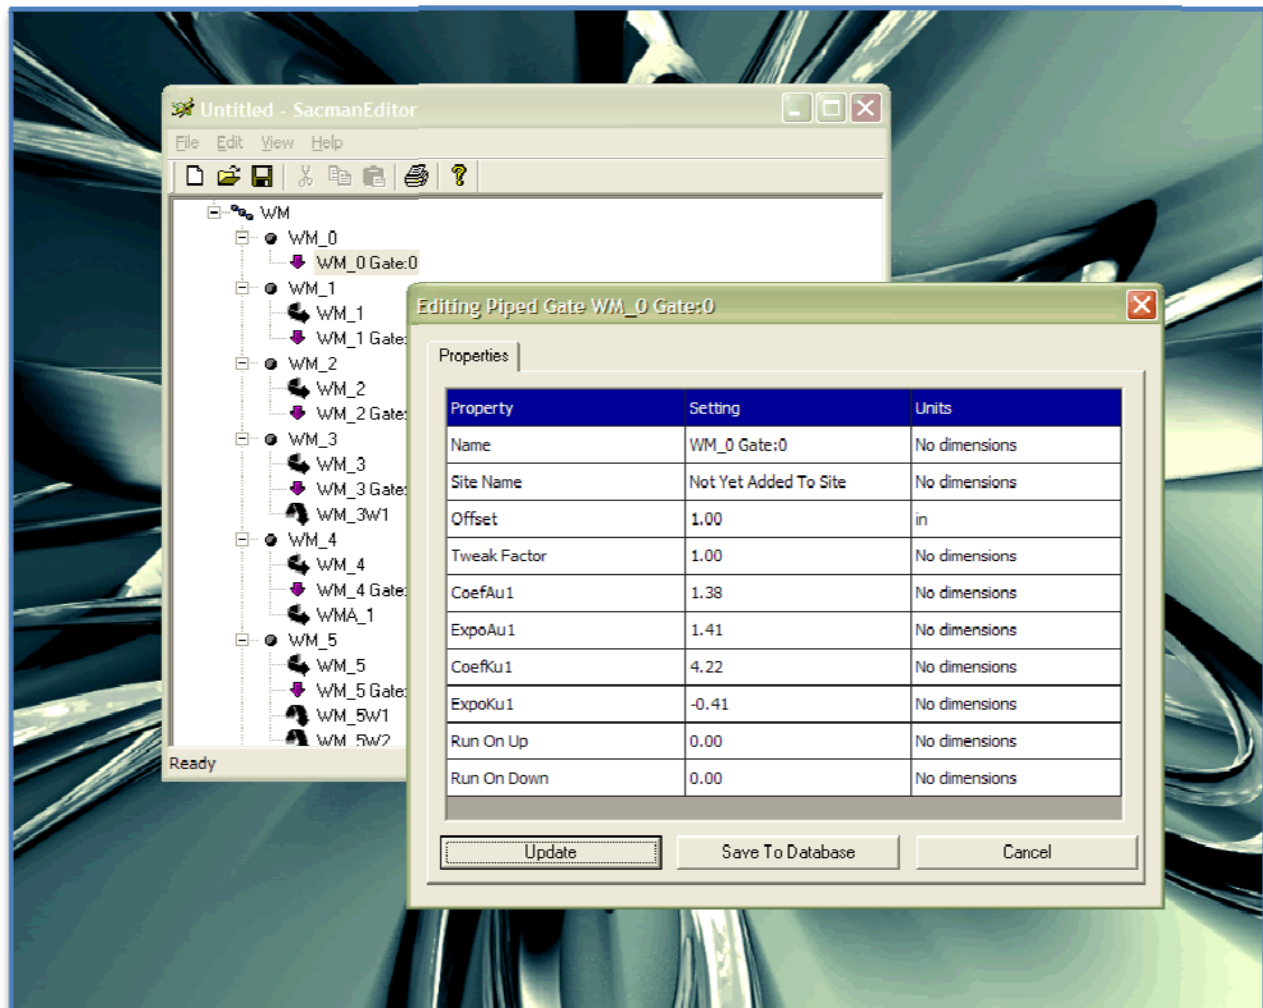 Untitled - SacmanEditor
File Edit View Help
WM
WM_0
WM_0 Gate:0
WM_1
WM_1
WM_1 Gate:
WM_2
WM_2
WM_2 Gate:
WM_3
WM_3
WM_3 Gate:
WM_3W1
WM_4
WM_4
WM_4 Gate:
WMA_1
WM_5
WM_5
WM_5 Gate:
WM_5W1
WM_5W2
Ready
Editing Piped Gate WM_0 Gate:0
Properties
Property Setting Units
Name WM_0 Gate:0 No dimensions
Site Name Not Yet Added To Site No dimensions
Offset 1.00 in
Tweak Factor 1.00 No dimensions
CoefAu1 1.38 No dimensions
ExpoAu1 1.41 No dimensions
CoefKu1 4.22 No dimensions
ExpoKu1 -0.41 No dimensions
Run On Up 0.00 No dimensions
Run On Down 0.00 No dimensions
Update Save To Database Cancel